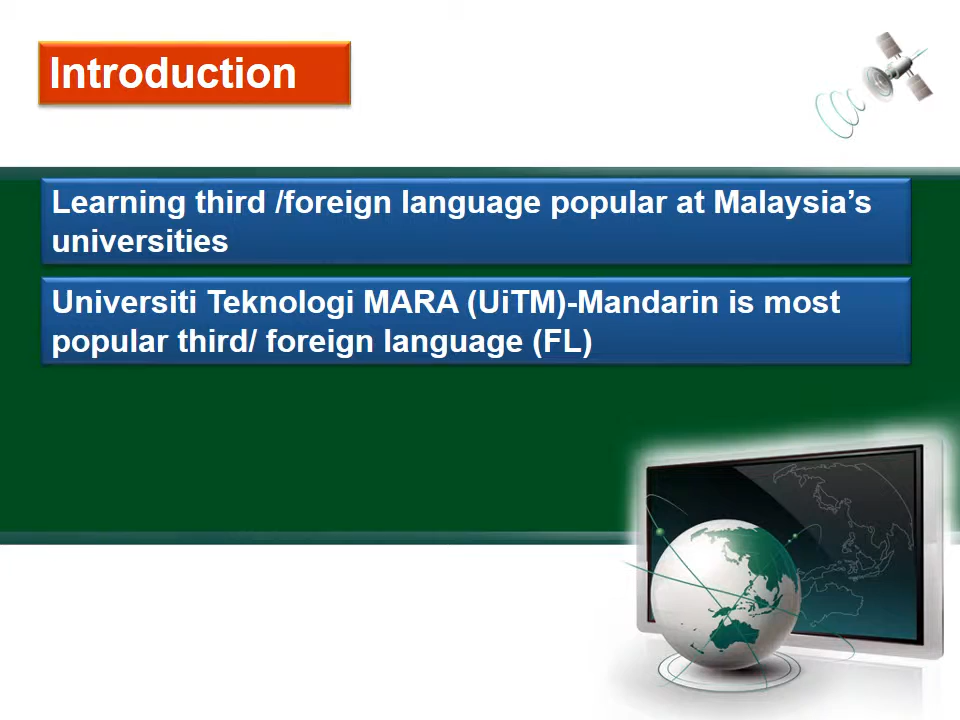 Introduction
Learning third /foreign language popular at Malaysia’s
universities
Universiti Teknologi MARA (UiTM)-Mandarin is most
popular third/ foreign language (FL)